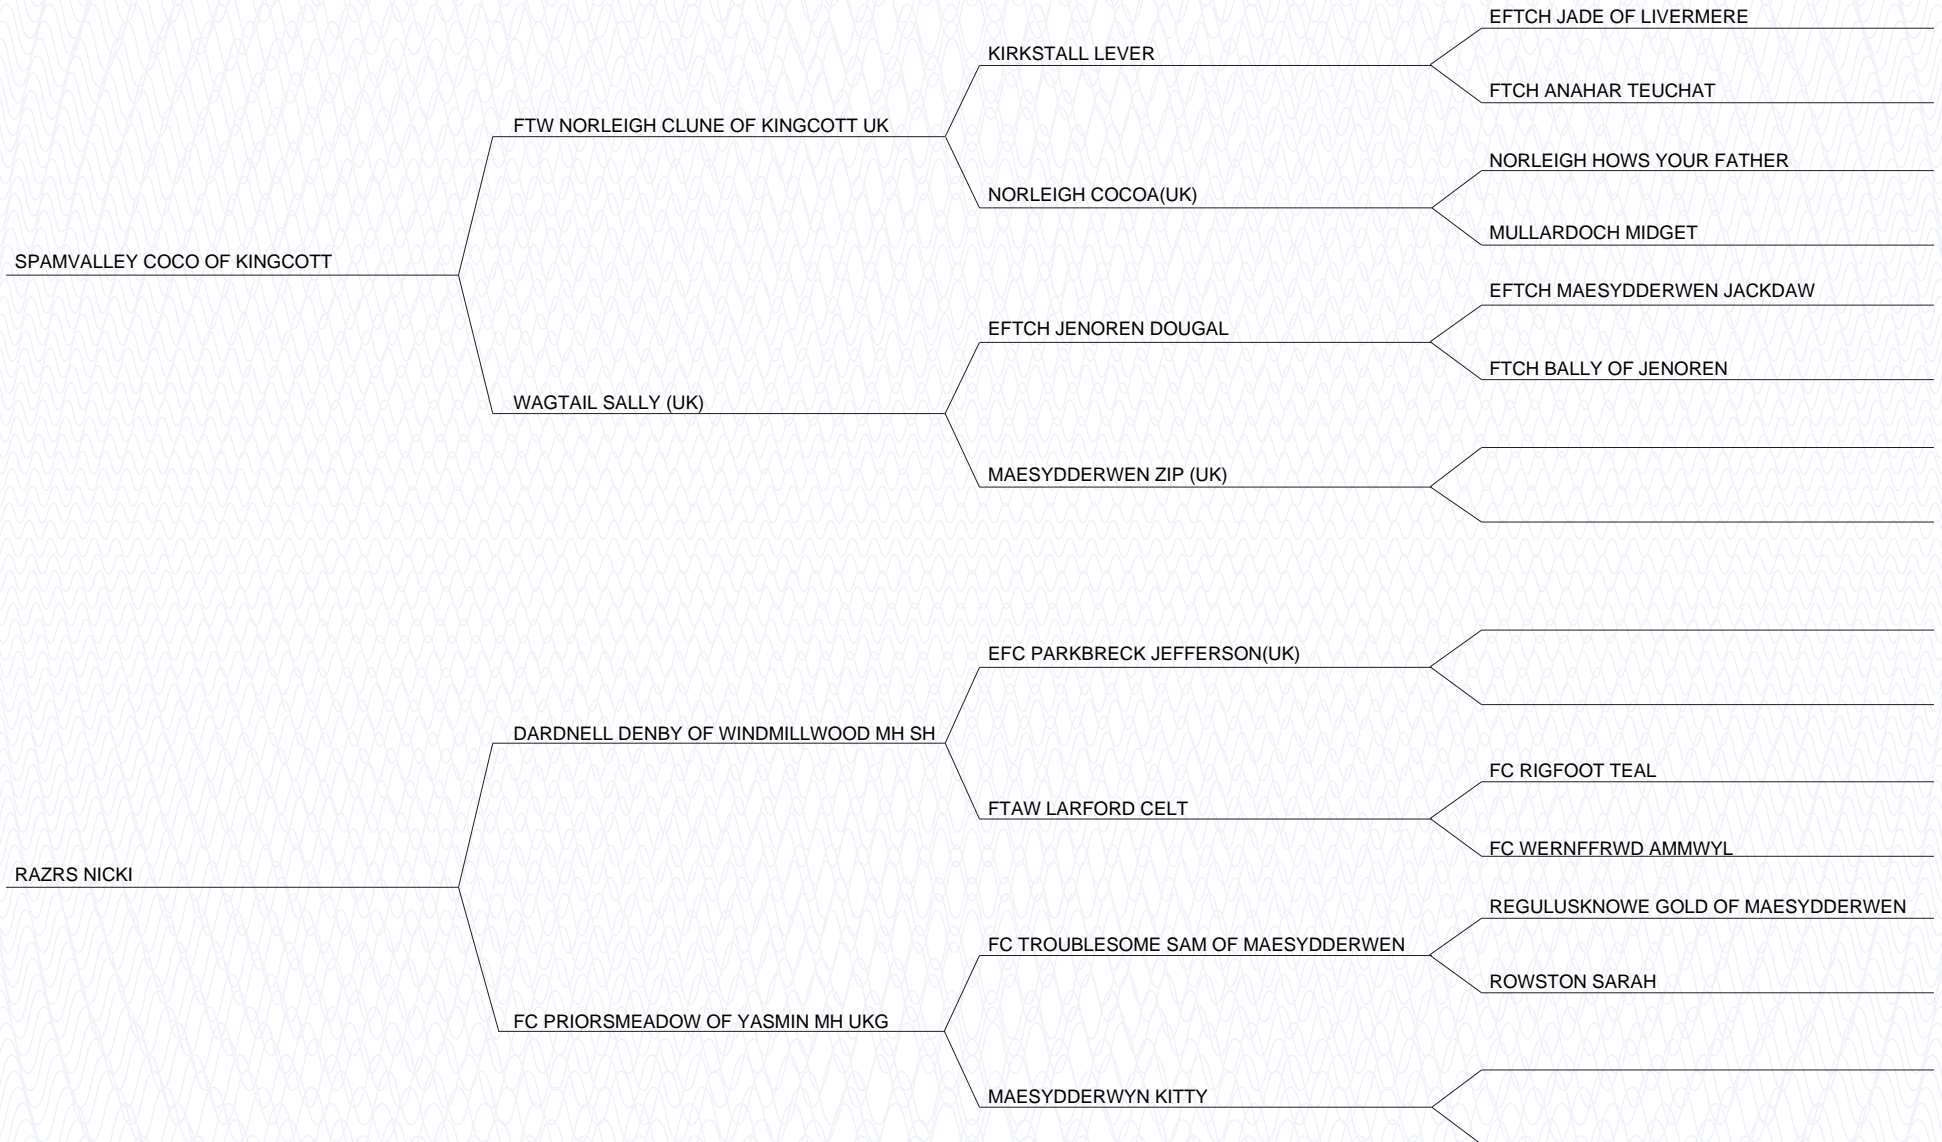 EFTCH JADE OF LIVERMERE
KIRKSTALL LEVER
FTCH ANAHAR TEUCHAT
FTW NORLEIGH CLUNE OF KINGCOTT UK
NORLEIGH HOWS YOUR FATHER
NORLEIGH COCOA(UK)
MULLARDOCH MIDGET
SPAMVALLEY COCO OF KINGCOTT
EFTCH MAESYDDERWEN JACKDAW
EFTCH JENOREN DOUGAL
FTCH BALLY OF JENOREN
WAGTAIL SALLY (UK)
MAESYDDERWEN ZIP (UK)
EFC PARKBRECK JEFFERSON(UK)
DARDNELL DENBY OF WINDMILLWOOD MH SH
FC RIGFOOT TEAL
FTAW LARFORD CELT
FC WERNFFRWD AMMWYL
RAZRS NICKI
REGULUSKNOWE GOLD OF MAESYDDERWEN
FC TROUBLESOME SAM OF MAESYDDERWEN
ROWSTON SARAH
FC PRIORSMEADOW OF YASMIN MH UKG
MAESYDDERWYN KITTY